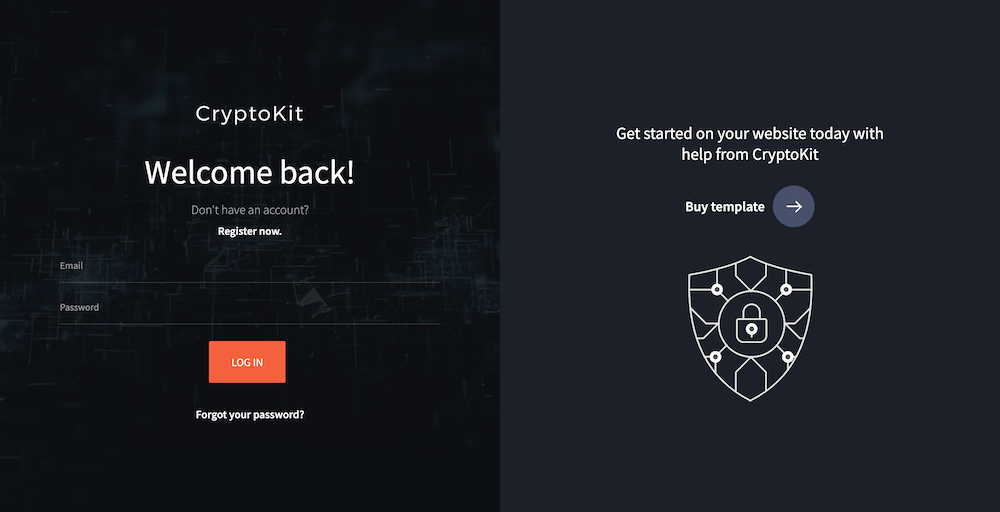 CryptoKit
Welcome back!
Don't have an account?
Register now.
Email
Password
LOG IN
Forgot your password?
Get started on your website today with
help from CryptoKit
Buy template